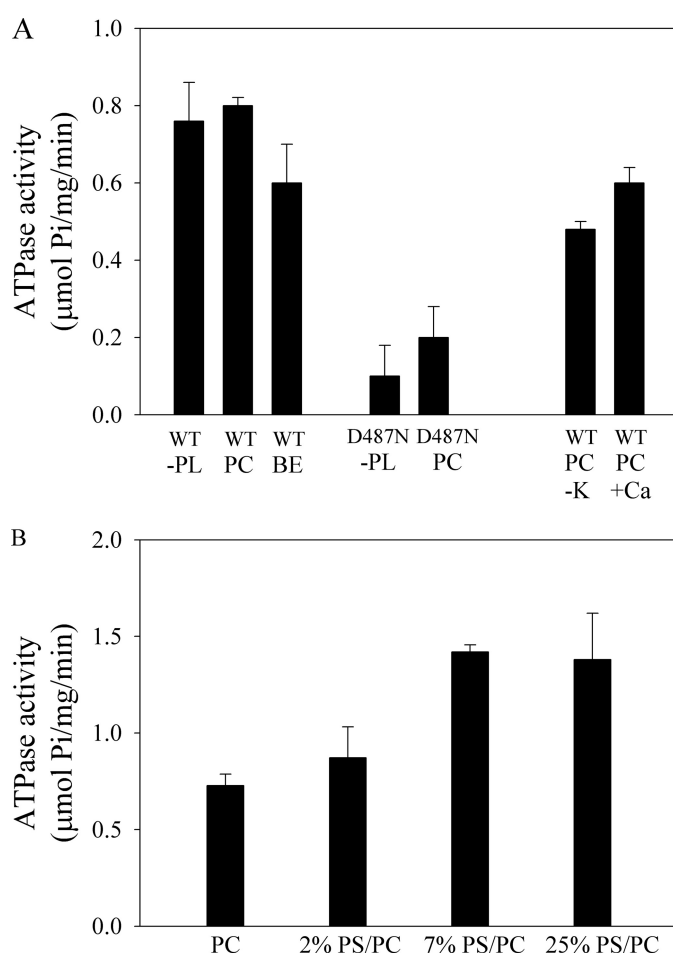 A
ATPase activity
(μmol Pi/mg/min)
1.0
0.8
0.6
0.4
0.2
0.0
WT WT WT D487N D487N WT WT
-PL PC BE -PL PC PC PC
-K +Ca
B
ATPase activity
(μmol Pi/mg/min)
2.0
1.5
1.0
0.5
0.0
PC 2% PS/PC 7% PS/PC 25% PS/PC